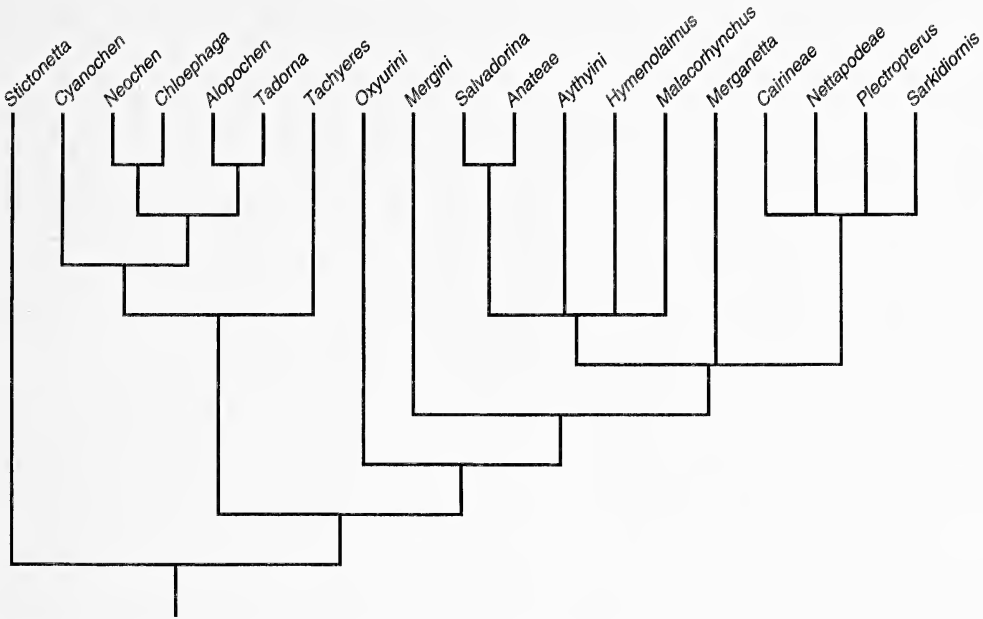 Stictonetta
Cyanochen
Neochen
Chloephaga
Alopochen
Tadorna
Tachyeres
Oxyurini
Mergini
Salvadorina
Anateae
Aythyini
Hymenolaimus
Malacorhynchus
Merganetta
Cairineae
Nettapodeae
Plectropterus
Sarkidiornis